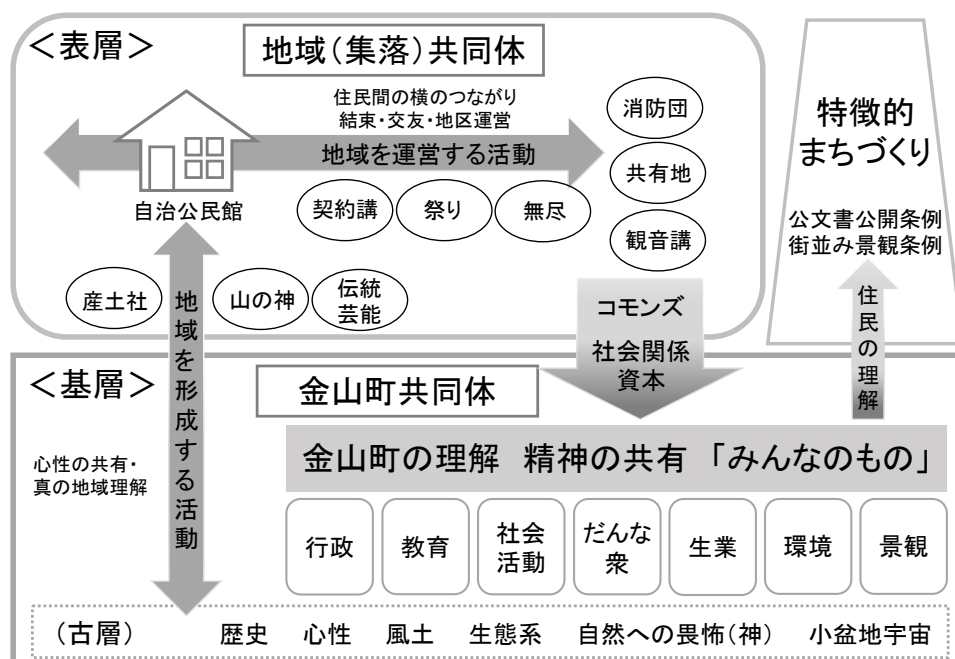 ＜表層＞
地域（集落）共同体
住民間の横のつながり
結束・交友・地区運営
地域を運営する活動
自治公民館
契約講
祭り
無尽
消防団
共有地
観音講
産土社
山の神
伝統
芸能
地域を形成する活動
コモンズ
社会関係
資本
特徴的
まちづくり
公文書公開条例
街並み景観条例
住民の理解
＜基層＞
金山町共同体
心性の共有・
真の地域理解
金山町の理解 精神の共有 「みんなのもの」
行政
教育
社会
活動
だんな
衆
生業
環境
景観
（古層） 歴史 心性 風土 生態系 自然への畏怖（神） 小盆地宇宙